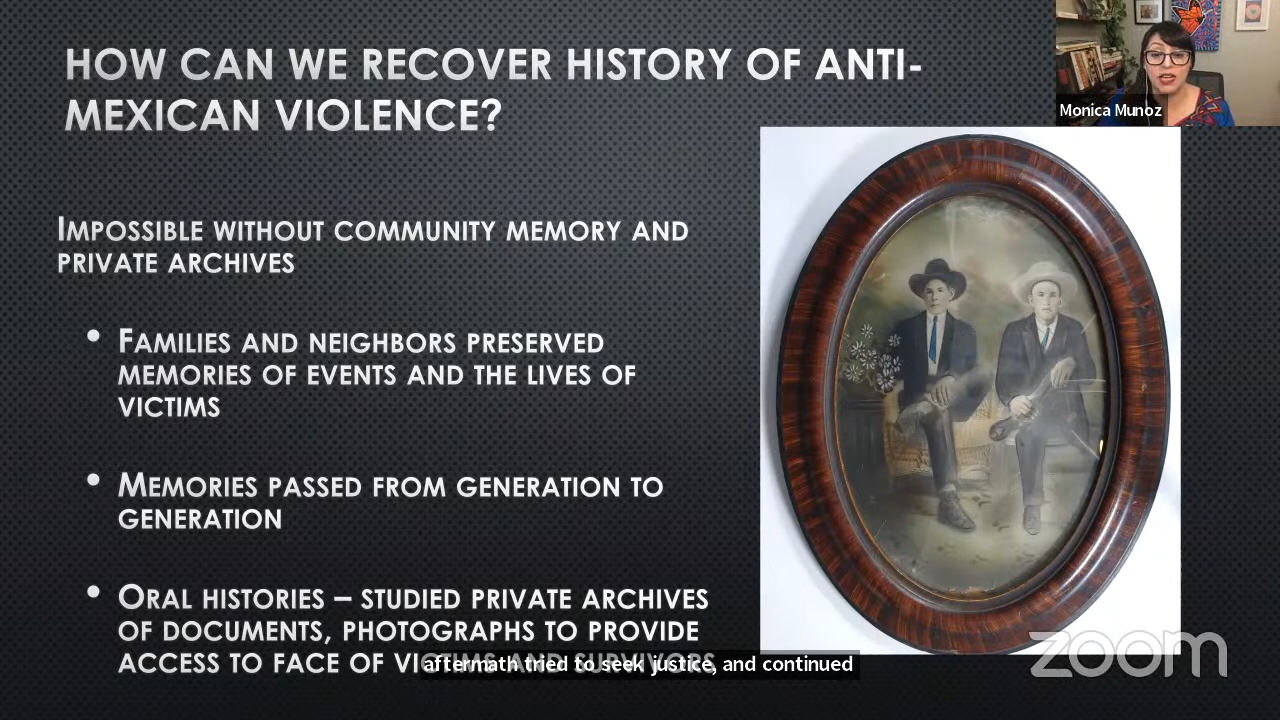 HOW CAN WE RECOVER HISTORY OF ANTI-
MEXICAN VIOLENCE?
Monica Munoz
IMPOSSIBLE WITHOUT COMMUNITY MEMORY AND
PRIVATE ARCHIVES
• FAMILIES AND NEIGHBORS PRESERVED
MEMORIES OF EVENTS AND THE LIVES OF
VICTIMS
• MEMORIES PASSED FROM GENERATION TO
GENERATION
• ORAL HISTORIES – STUDIED PRIVATE ARCHIVES
OF DOCUMENTS, PHOTOGRAPHS TO PROVIDE
ACCESS TO FACE OF VICTIMS AND SURVIVORS
aftermath tried to seek justice, and continued
zoom